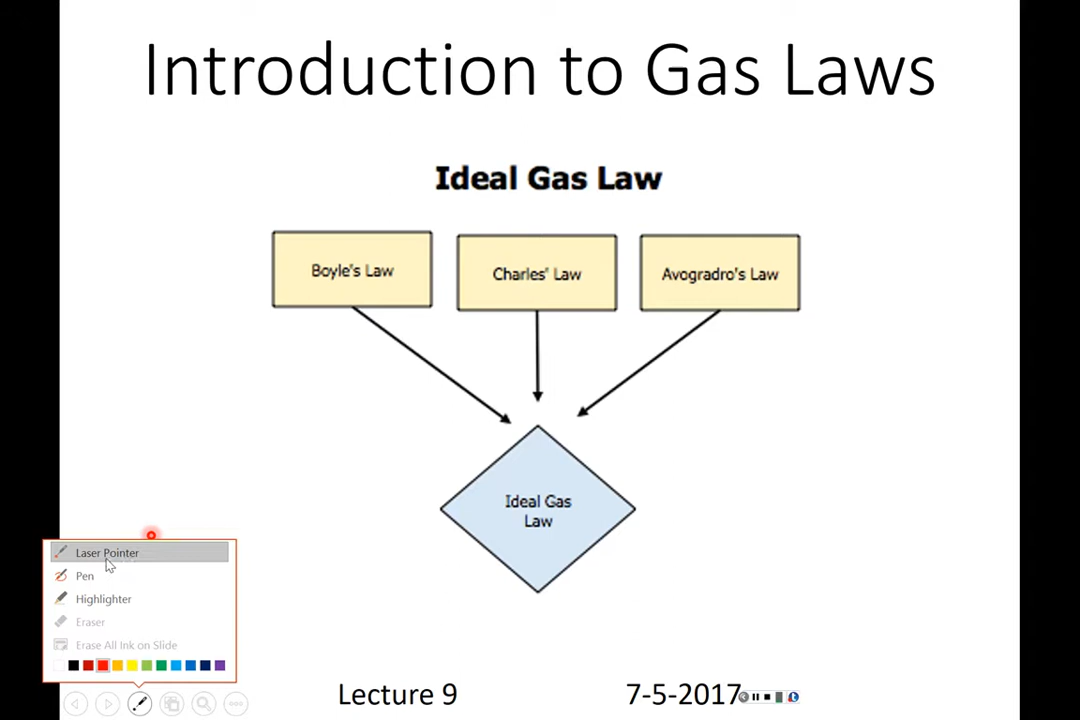 Introduction to Gas Laws
Ideal Gas Law
Boyle's Law
Charles' Law
Avogradro's Law
Ideal Gas
Law
Laser Pointer
Pen
Highlighter
Eraser
Erase All Ink on Slide
Lecture 9
7-5-2017